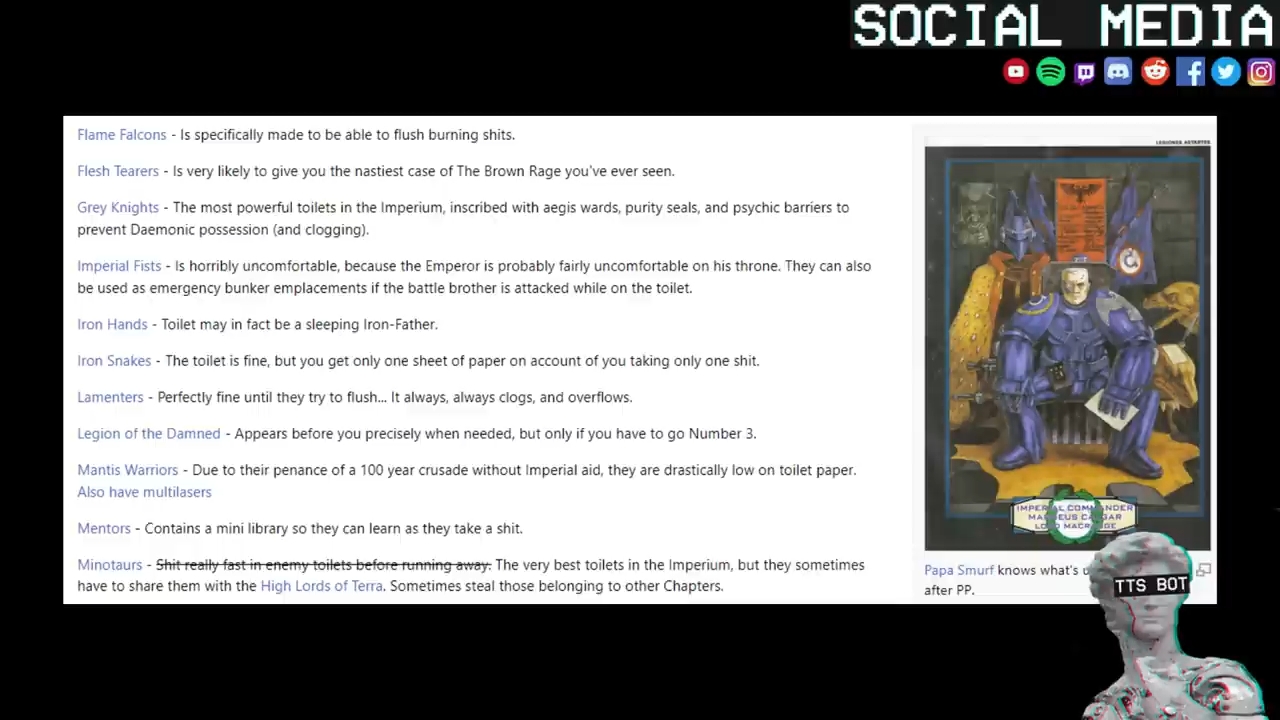 SOCIAL MEDIA
Flame Falcons - Is specifically made to be able to flush burning shits.
Flesh Tearers - Is very likely to give you the nastiest case of The Brown Rage you've ever seen.
Grey Knights - The most powerful toilets in the Imperium, inscribed with aegis wards, purity seals, and psychic barriers to
prevent Daemonic possession (and clogging).
Imperial Fists - Is horribly uncomfortable, because the Emperor is probably fairly uncomfortable on his throne. They can also
be used as emergency bunker emplacements if the battle brother is attacked while on the toilet.
Iron Hands - Toilet may in fact be a sleeping Iron-Father.
Iron Snakes - The toilet is fine, but you get only one sheet of paper on account of you taking only one shit.
Lamenters - Perfectly fine until they try to flush... It always, always clogs, and overflows.
Legion of the Damned - Appears before you precisely when needed, but only if you have to go Number 3.
Mantis Warriors - Due to their penance of a 100 year crusade without Imperial aid, they are drastically low on toilet paper.
Also have multilasers
Mentors - Contains a mini library so they can learn as they take a shit.
Minotaurs - Shit really fast in enemy toilets before running away. The very best toilets in the Imperium, but they sometimes
have to share them with the High Lords of Terra. Sometimes steal those belonging to other Chapters.
LEGIONES ASTARTES
IMPERIAL COMMANDER
MARNEUS CALGAR
LORD MACRAGGE
Papa Smurf knows what's
after PP.
TTS BOT